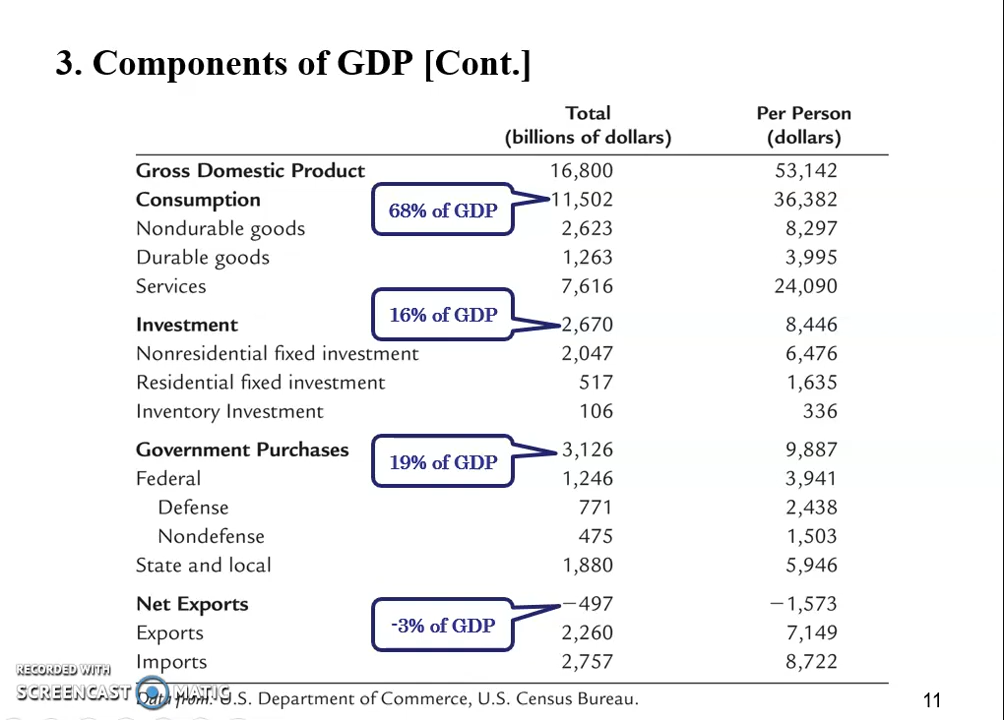 3. Components of GDP [Cont.]
Total Per Person
(billions of dollars) (dollars)
Gross Domestic Product 16,800 53,142
Consumption 68% of GDP 11,502 36,382
Nondurable goods 2,623 8,297
Durable goods 1,263 3,995
Services 7,616 24,090
Investment 16% of GDP 2,670 8,446
Nonresidential fixed investment 2,047 6,476
Residential fixed investment 517 1,635
Inventory Investment 106 336
Government Purchases 19% of GDP 3,126 9,887
Federal 1,246 3,941
Defense 771 2,438
Nondefense 475 1,503
State and local 1,880 5,946
Net Exports -3% of GDP −497 −1,573
Exports 2,260 7,149
Imports 2,757 8,722
RECORDED WITH
SCREENCAST MATIC
Data from: U.S. Department of Commerce, U.S. Census Bureau. 11